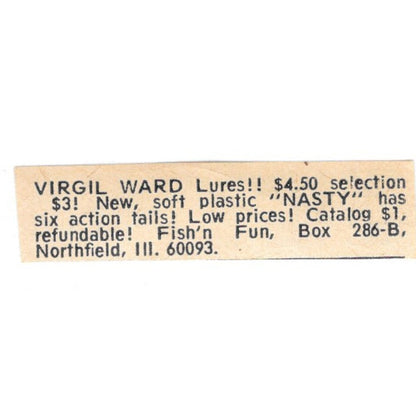 VIRGIL WARD Lures!! $4.50 selection
$3! New, soft plastic "NASTY" has
six action tails! Low prices! Catalog $1,
refundable! Fish'n Fun, Box 286-B,
Northfield, Ill. 60093.